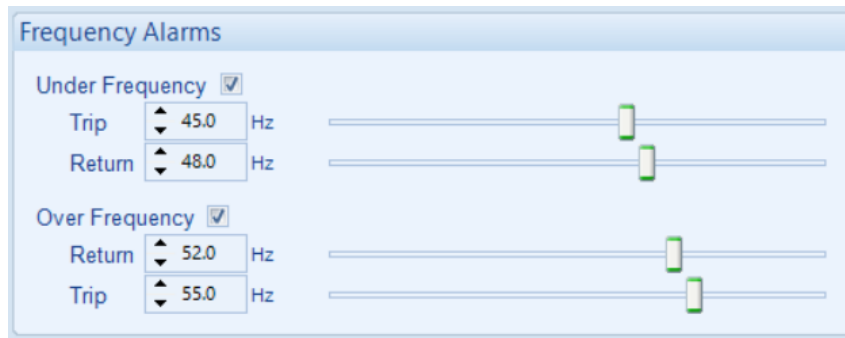 Frequency Alarms
Under Frequency
Trip 45.0 Hz
Return 48.0 Hz
Over Frequency
Return 52.0 Hz
Trip 55.0 Hz